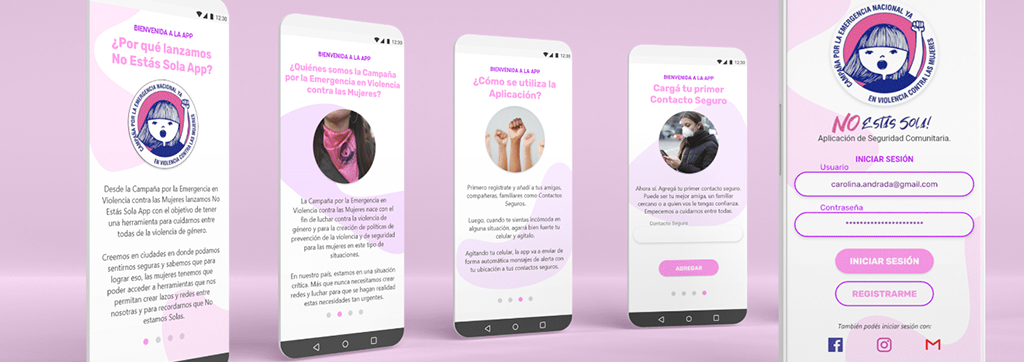 12:30
BIENVENIDA A LA APP
¿Por qué lanzamos
No Estás Sola App?
CAMPAÑA POR LA EMERGENCIA NACIONAL YA
EN VIOLENCIA CONTRA LAS MUJERES
Desde la Campaña por la Emergencia en
Violencia contra las Mujeres lanzamos No
Estás Sola App con el objetivo de tener
una herramienta para cuidarnos entre
todas de la violencia de género.
Creemos en ciudades en donde podamos
sentirnos seguras y sabemos que para
lograr eso, las mujeres tenemos que
poder acceder a herramientas que nos
permitan crear lazos y redes entre
nosotras y para recordarnos que No
estamos Solas.
12:30
BIENVENIDA A LA APP
¿Quiénes somos la Campaña
por la Emergencia en Violencia
contra las Mujeres?
La Campaña por la Emergencia en
Violencia contra las Mujeres nace con el
fin de luchar contra la violencia de
género y para la creación de políticas de
prevención de la violencia y de seguridad
para las mujeres en este tipo de
situaciones.
En nuestro país, estamos en una situación
crítica. Más que nunca necesitamos crear
redes y luchar para que se hagan realidad
estas necesidades tan urgentes.
12:30
BIENVENIDA A LA APP
¿Cómo se utiliza la
Aplicación?
Primero registrate y añadí a tus amigas,
compañeras, familiares como Contactos
Seguros.
Luego, cuando te sientas incómoda en
alguna situación, agarrá bien fuerte tu
celular y agitalo.
Agitando tu celular, la app va a enviar de
forma automática mensajes de alerta con
tu ubicación a tus contactos seguros.
12:30
BIENVENIDA A LA APP
Cargá tu primer
Contacto Seguro
Ahora sí, Agregá tu primer contacto seguro.
Puede ser tu mejor amiga, un familiar
cercano o a quien vos le tengas confianza.
Empecemos a cuidarnos entre todas.
Contacto Seguro
AGREGAR
CAMPAÑA POR LA EMERGENCIA NACIONAL YA
EN VIOLENCIA CONTRA LAS MUJERES
NO ESTÁS SOLA!
Aplicación de Seguridad Comunitaria.
INICIAR SESIÓN
Usuario
carolina.andrada@gmail.com
Contraseña
**********************
INICIAR SESIÓN
REGISTRARME
También podés iniciar sesión con: